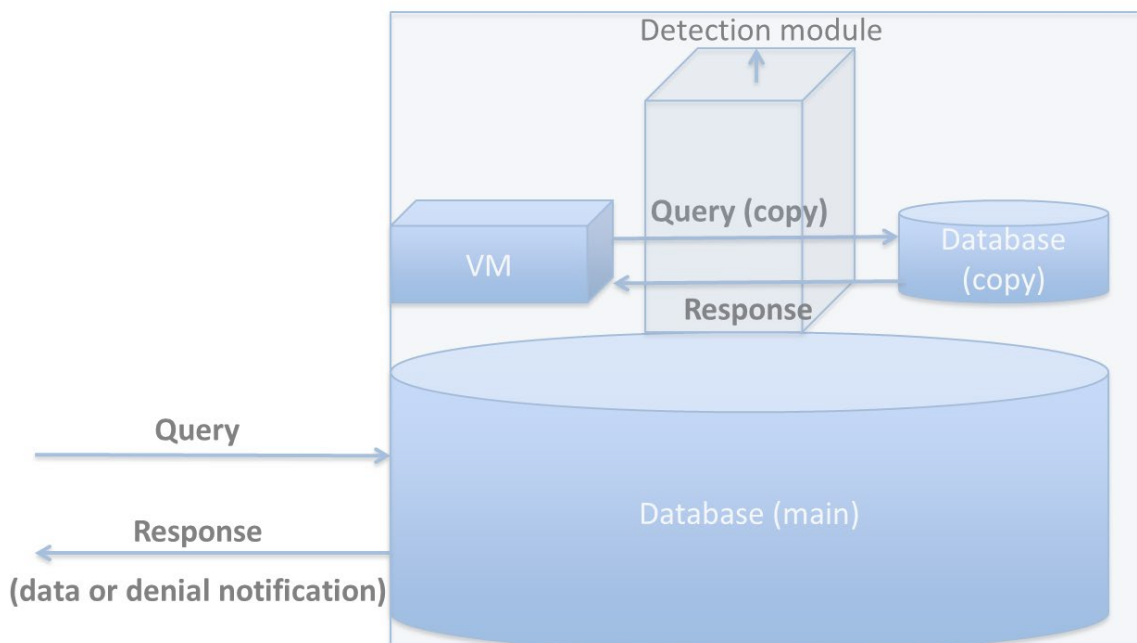 Detection module
Query (copy)
VM
Database
(copy)
Response
Query
Database (main)
Response
(data or denial notification)